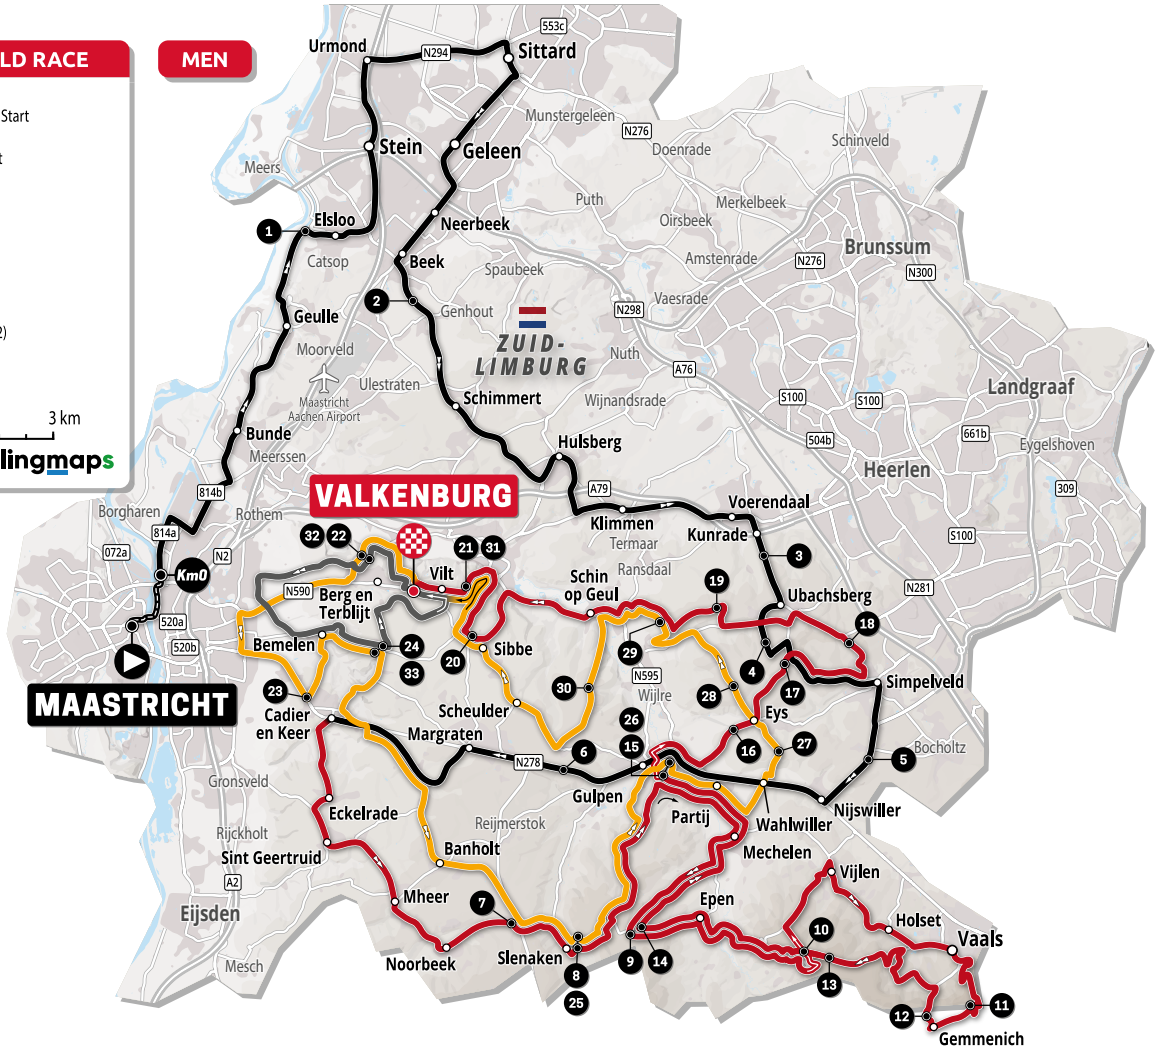 LD RACE
MEN
Start
t
2)
3 km
lingmaps
553c
Urmond
N294
Sittard
Munstergeleen
N276
Doenrade
Schinveld
Stein
Geleen
Meers
Puth
Merkelbeek
Oirsbeek
1
Elsloo
Neerbeek
Brunssum
Catsop
Beek
Amstenrade
N276
N300
Spaubeek
2
Genhout
Vaesrade
N298
Geulle
ZUID-
LIMBURG
Moorveld
Nuth
A76
Ulestraten
Landgraaf
Maastricht
Aachen Airport
Schimmert
Wijnandsrade
S100
S100
Bunde
661b
504b
Eygelshoven
Hulsberg
Meerssen
Heerlen
814b
VALKENBURG
A79
309
Borgharen
Rothem
Klimmen
Voerendaal
814a
Kunrade
S100
072a
N2
32
22
21
31
Termaar
3
Km0
Vilt
Ransdaal
N590
Schin
op Geul
19
N281
Berg en
Terblijt
Ubachsberg
520a
18
520b
Bemelen
24
33
20
Sibbe
29
4
17
N595
Simpelveld
MAASTRICHT
23
30
Wijlre
28
Cadier
en Keer
Scheulder
26
15
Eys
Margraten
16
27
Bocholtz
N278
6
5
Gronsveld
Gulpen
Eckelrade
Partij
Wahlwiller
Nijswiller
Reijmerstok
Rijckholt
Sint Geertruid
Banholt
Mechelen
Vijlen
A2
Mheer
7
Epen
Eijsden
Holset
Vaals
10
Noorbeek
Slenaken
9
14
Mesch
8
25
13
12
11
Gemmenich